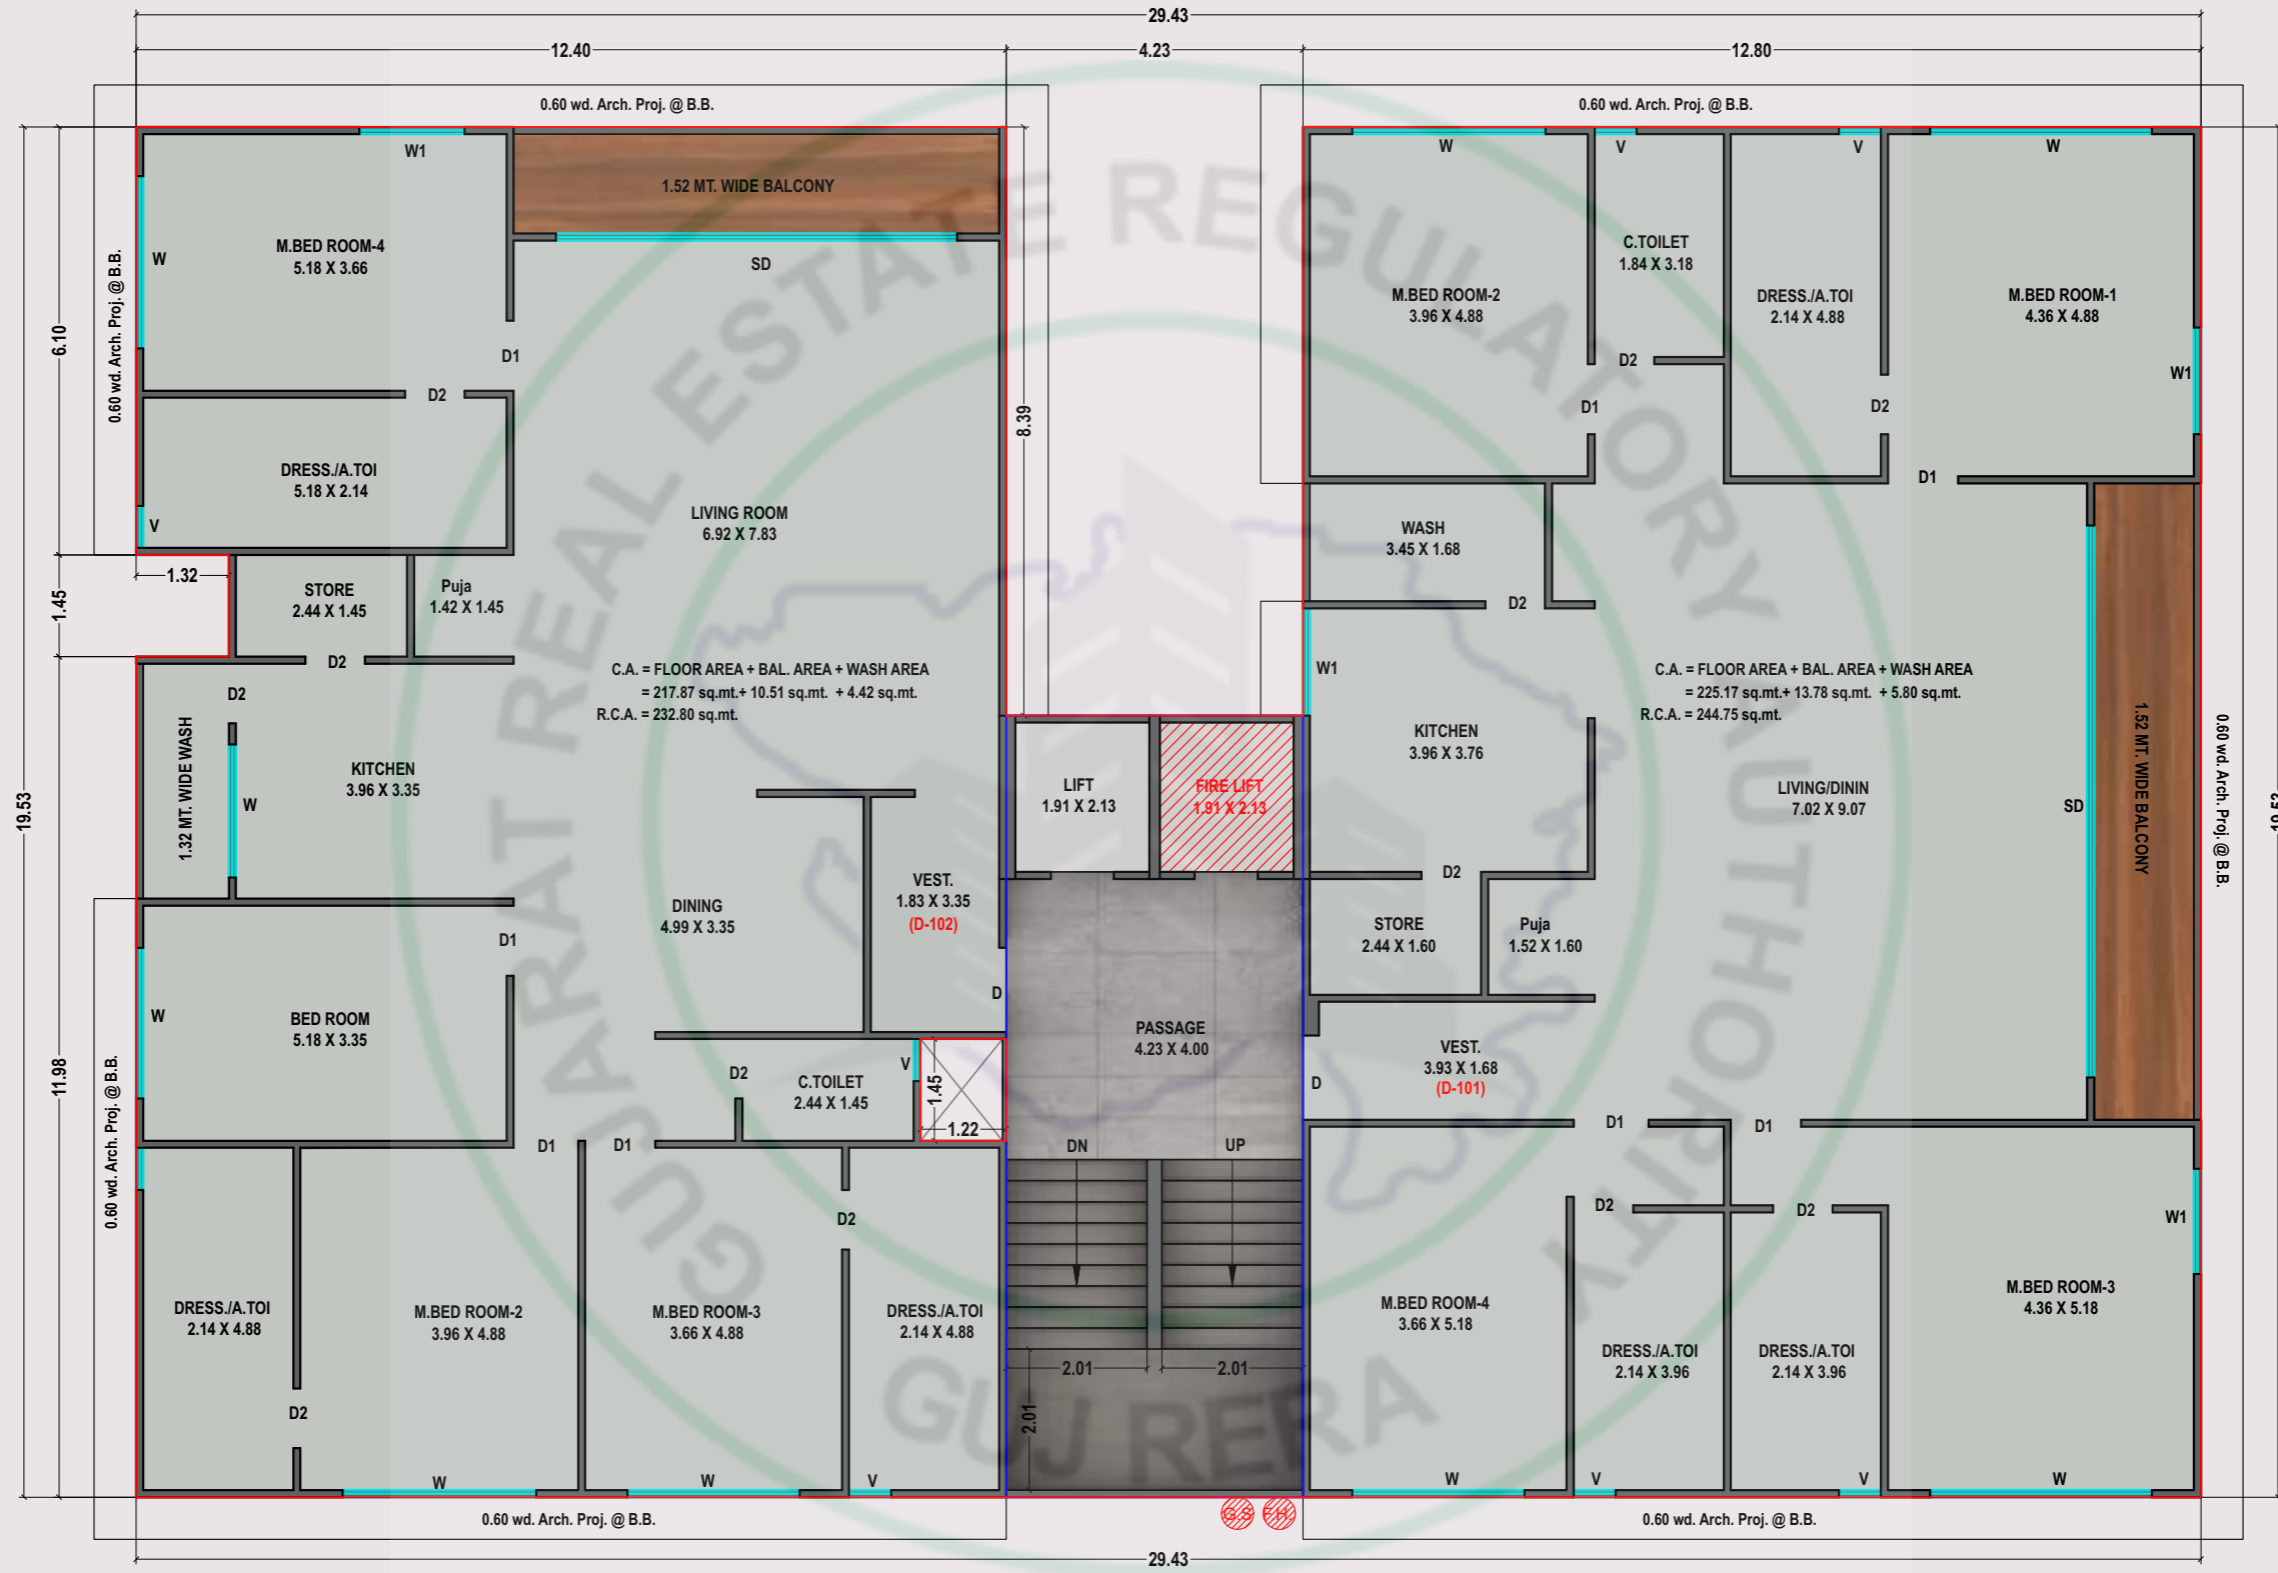 29.43
12.40
4.23
12.80
0.60 wd. Arch. Proj. @ B.B.
0.60 wd. Arch. Proj. @ B.B.
W1
1.52 MT. WIDE BALCONY
W
V
V
W
M.BED ROOM-4
5.18 X 3.66
W
SD
0.60 wd. Arch. Proj. @ B.B.
6.10
D1
D2
8.39
C.TOILET
1.84 X 3.18
M.BED ROOM-2
3.96 X 4.88
DRESS./A.TOI
2.14 X 4.88
M.BED ROOM-1
4.36 X 4.88
D2
W1
D1
D2
D1
DRESS./A.TOI
5.18 X 2.14
V
LIVING ROOM
6.92 X 7.83
WASH
3.45 X 1.68
1.32
1.45
STORE
2.44 X 1.45
Puja
1.42 X 1.45
D2
D2
D2
W1
C.A. = FLOOR AREA + BAL. AREA + WASH AREA
= 217.87 sq.mt.+ 10.51 sq.mt. + 4.42 sq.mt.
R.C.A. = 232.80 sq.mt.
C.A. = FLOOR AREA + BAL. AREA + WASH AREA
= 225.17 sq.mt.+ 13.78 sq.mt. + 5.80 sq.mt.
R.C.A. = 244.75 sq.mt.
1.32 MT. WIDE WASH
KITCHEN
3.96 X 3.35
W
19.53
LIFT
1.91 X 2.13
FIRE LIFT
1.91 X 2.13
KITCHEN
3.96 X 3.76
LIVING/DININ
7.02 X 9.07
SD
1.52 MT. WIDE BALCONY
0.60 wd. Arch. Proj. @ B.B.
19.53
D2
DINING
4.99 X 3.35
VEST.
1.83 X 3.35
(D-102)
D
STORE
2.44 X 1.60
Puja
1.52 X 1.60
D1
BED ROOM
5.18 X 3.35
W
PASSAGE
4.23 X 4.00
VEST.
3.93 X 1.68
(D-101)
D
11.98
0.60 wd. Arch. Proj. @ B.B.
D2
C.TOILET
2.44 X 1.45
V
1.45
1.22
D1
D1
DN
UP
D1
D1
D2
D2
D2
W1
DRESS./A.TOI
2.14 X 4.88
M.BED ROOM-2
3.96 X 4.88
M.BED ROOM-3
3.66 X 4.88
DRESS./A.TOI
2.14 X 4.88
M.BED ROOM-4
3.66 X 5.18
M.BED ROOM-3
4.36 X 5.18
DRESS./A.TOI
2.14 X 3.96
DRESS./A.TOI
2.14 X 3.96
2.01
2.01
2.01
D2
W
W
V
W
V
V
W
G.S
F.H.
0.60 wd. Arch. Proj. @ B.B.
0.60 wd. Arch. Proj. @ B.B.
29.43
GUJARAT REAL ESTATE REGULATORY AUTHORITY
GUJ RERA